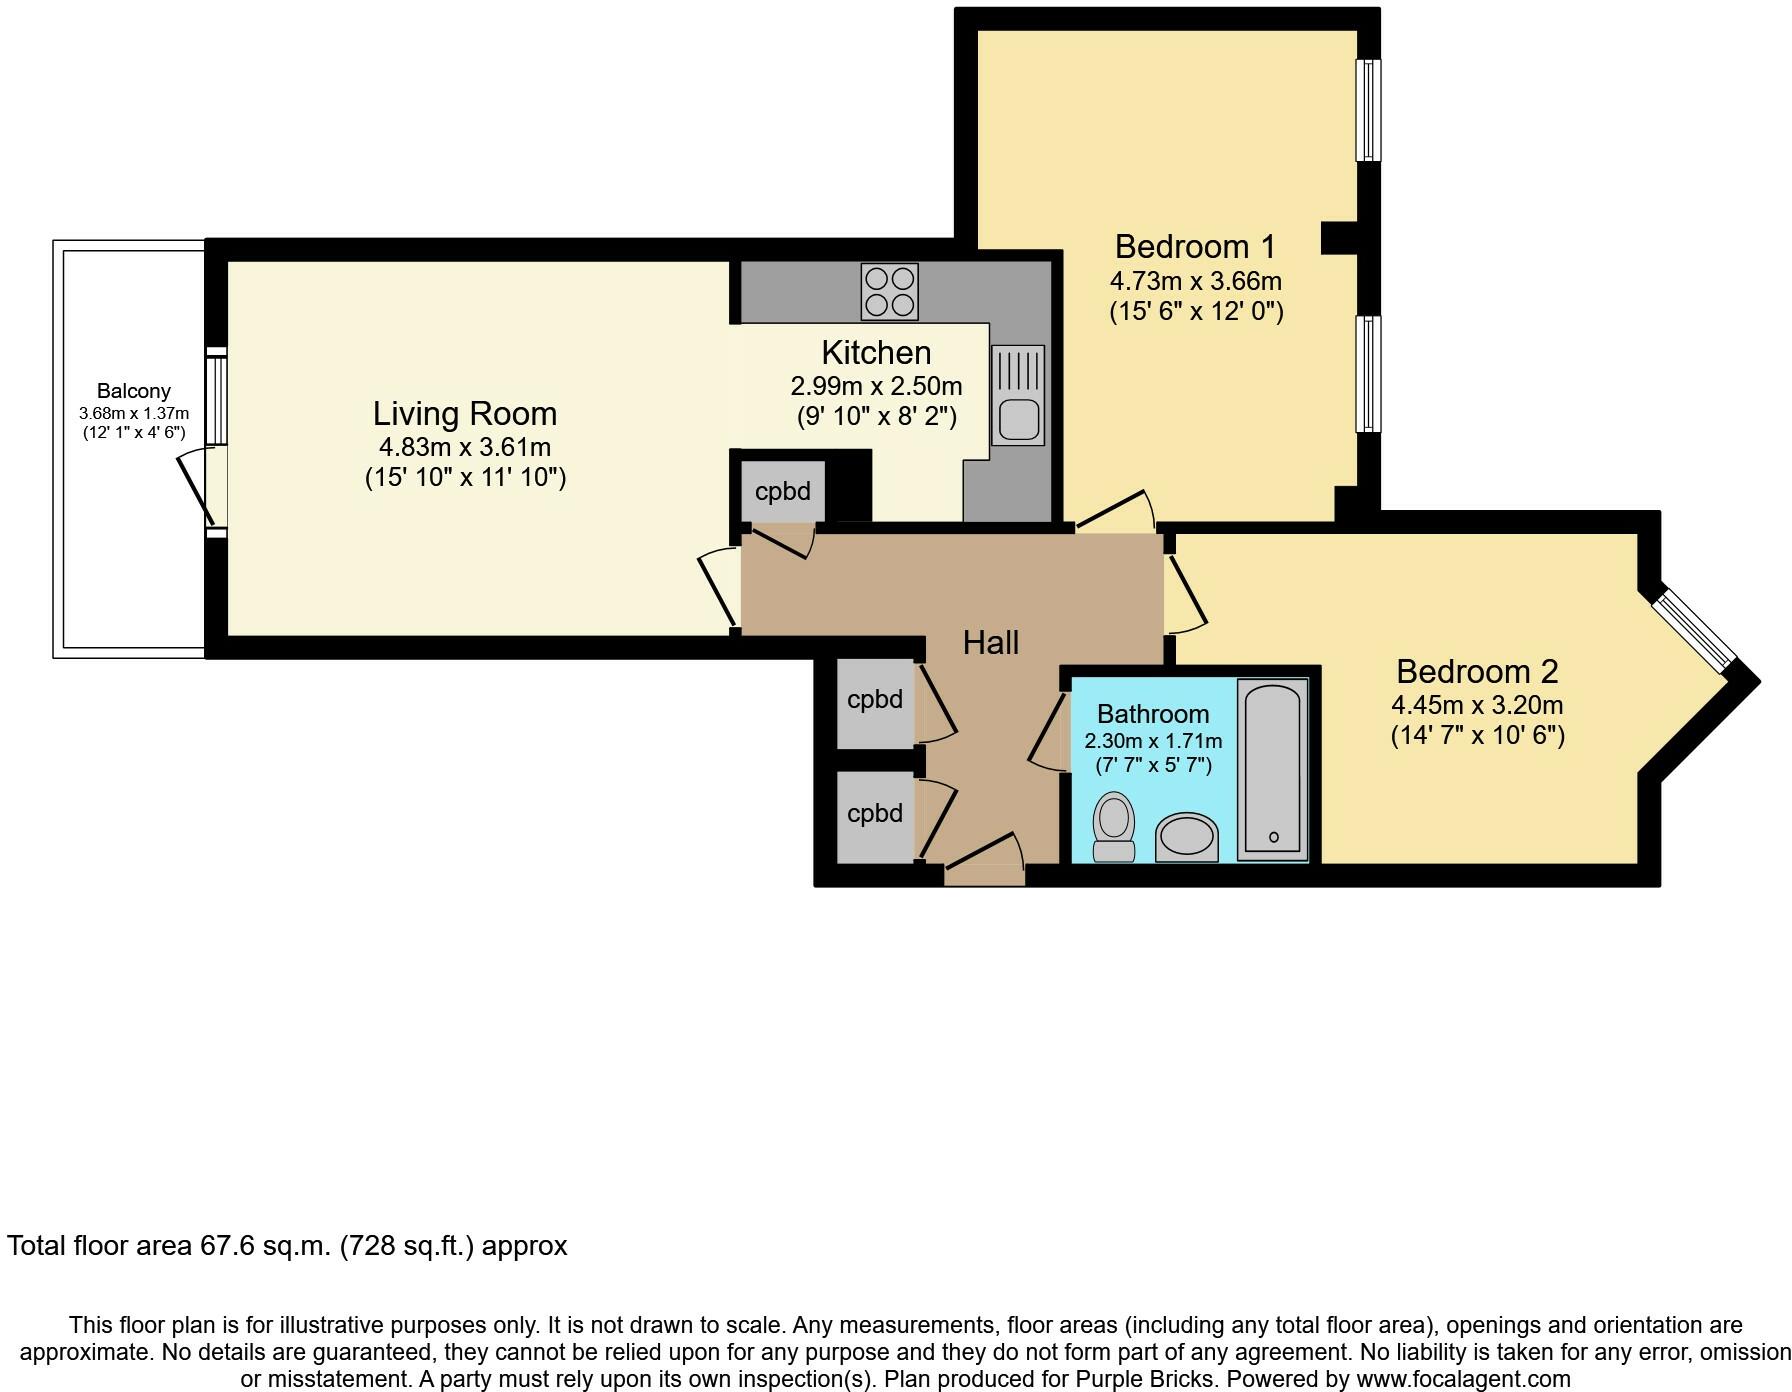 Bedroom 1
4.73m x 3.66m
(15' 6" x 12' 0")
Kitchen
2.99m x 2.50m
(9' 10" x 8' 2")
Balcony
3.68m x 1.37m
(12' 1" x 4' 6")
Living Room
4.83m x 3.61m
(15' 10" x 11' 10")
cpbd
Hall
Bedroom 2
4.45m x 3.20m
(14' 7" x 10' 6")
cpbd
Bathroom
2.30m x 1.71m
(7' 7" x 5' 7")
cpbd
Total floor area 67.6 sq.m. (728 sq.ft.) approx
This floor plan is for illustrative purposes only. It is not drawn to scale. Any measurements, floor areas (including any total floor area), openings and orientation are
approximate. No details are guaranteed, they cannot be relied upon for any purpose and they do not form part of any agreement. No liability is taken for any error, omission
or misstatement. A party must rely upon its own inspection(s). Plan produced for Purple Bricks. Powered by www.focalagent.com